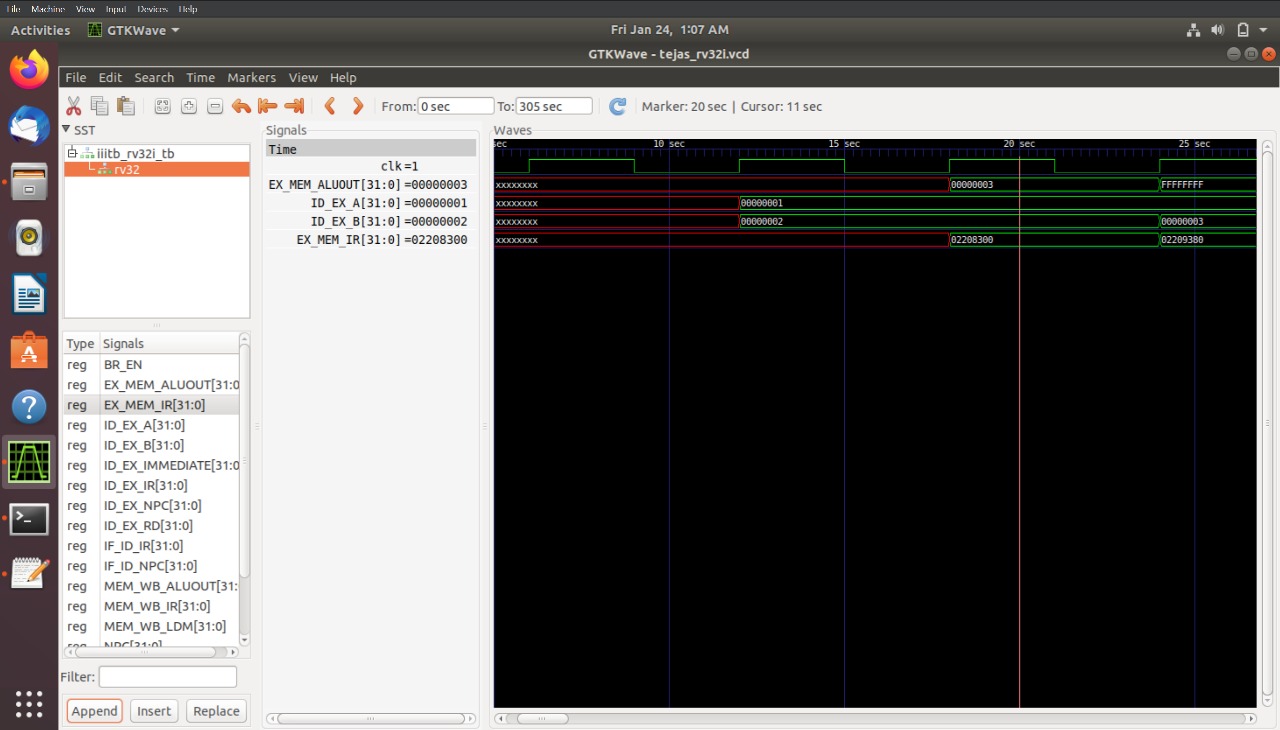 File Machine View Input Devices Help
Activities GTKWave Fri Jan 24, 1:07 AM
GTKWave - tejas_rv32i.vcd
File Edit Search Time Markers View Help
From: 0 sec To: 305 sec Marker: 20 sec | Cursor: 11 sec
SST
iiitb_rv32i_tb
rv32
Type Signals
reg BR_EN
reg EX_MEM_ALUOUT[31:0
reg EX_MEM_IR[31:0]
reg ID_EX_A[31:0]
reg ID_EX_B[31:0]
reg ID_EX_IMMEDIATE[31:0
reg ID_EX_IR[31:0]
reg ID_EX_NPC[31:0]
reg ID_EX_RD[31:0]
reg IF_ID_IR[31:0]
reg IF_ID_NPC[31:0]
reg MEM_WB_ALUOUT[31:
reg MEM_WB_IR[31:0]
reg MEM_WB_LDM[31:0]
reg NPC[31:0]
Filter:
Append Insert Replace
Signals
Time
clk =1
EX_MEM_ALUOUT[31:0] =00000003
ID_EX_A[31:0] =00000001
ID_EX_B[31:0] =00000002
EX_MEM_IR[31:0] =02208300
Waves
sec 10 sec 15 sec 20 sec 25 sec
xxxxxxxx 00000003 FFFFFFFF
xxxxxxxx 00000001
xxxxxxxx 00000002 00000003
xxxxxxxx 02208300 02209380